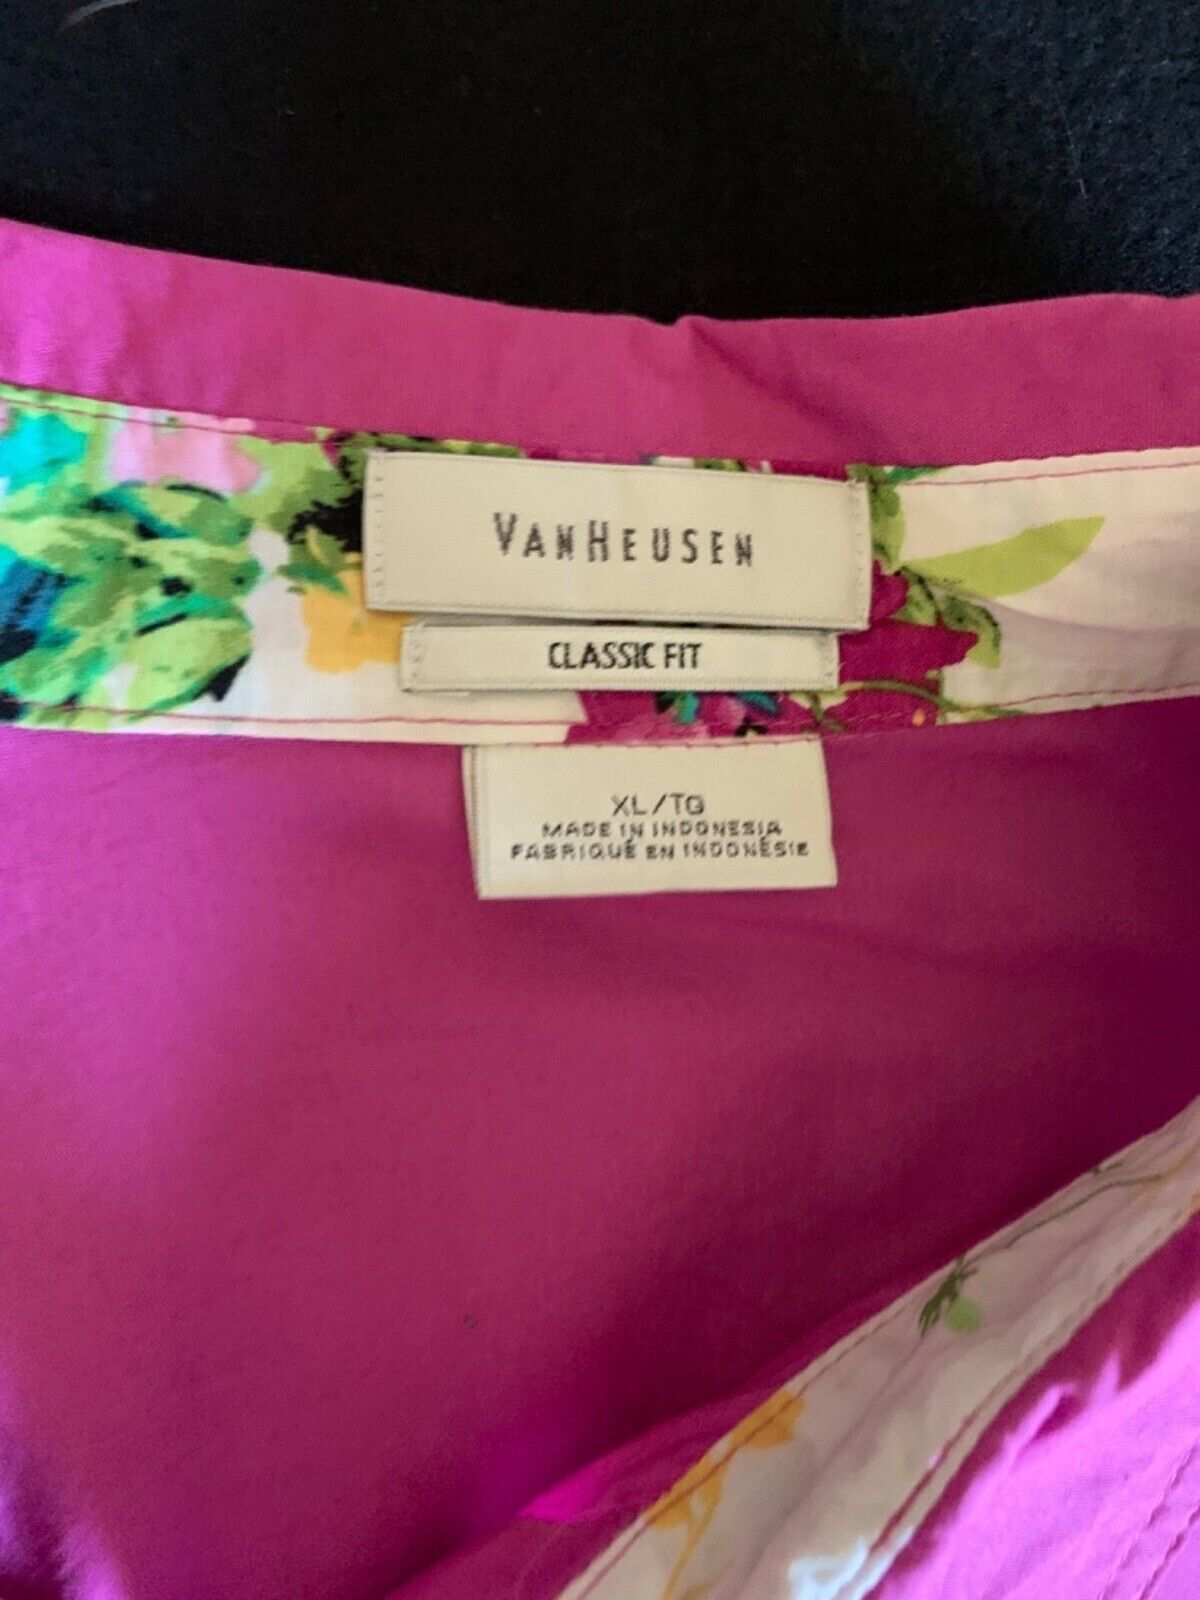 VANHEUSEN
CLASSIC FIT
XL/TG
MADE IN INDONESIA
FABRIQUÉ EN INDONÉSIE